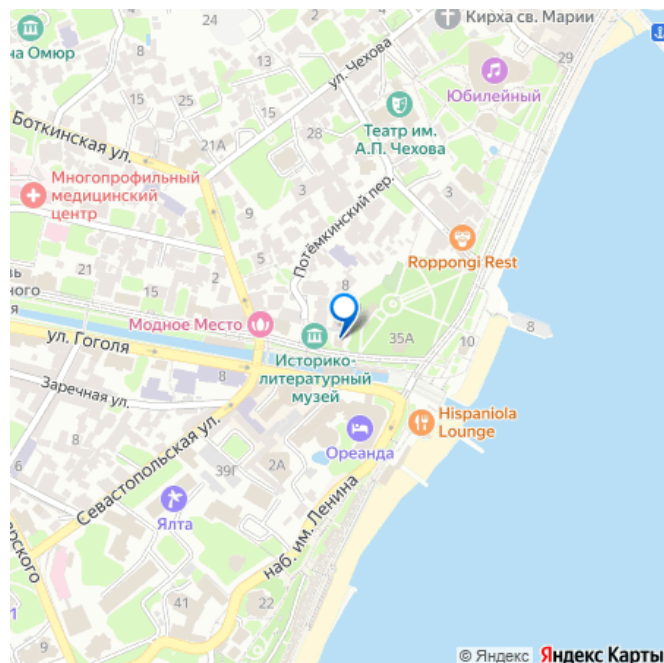 Кирха св. Марии
29
24
на Омюр
25
13
ул. Чехова
Юбилейный
15
15
Боткинская ул.
28
Театр им.
А.П. Чехова
21А
Многопрофильный
медицинский
центр
9
3
3
Потёмкинский пер.
5
Roppongi Rest
15
2
21
8
ного
Модное Место
35А
8
10
ул. Гоголя
Историко-
литературный
музей
8
Заречная ул.
Hispaniola
Lounge
Ореанда
Севастопольская ул.
39Г
2А
Ялта
наб. им. Ленина
ерского
41
22
9
© Яндекс Яндекс Карты